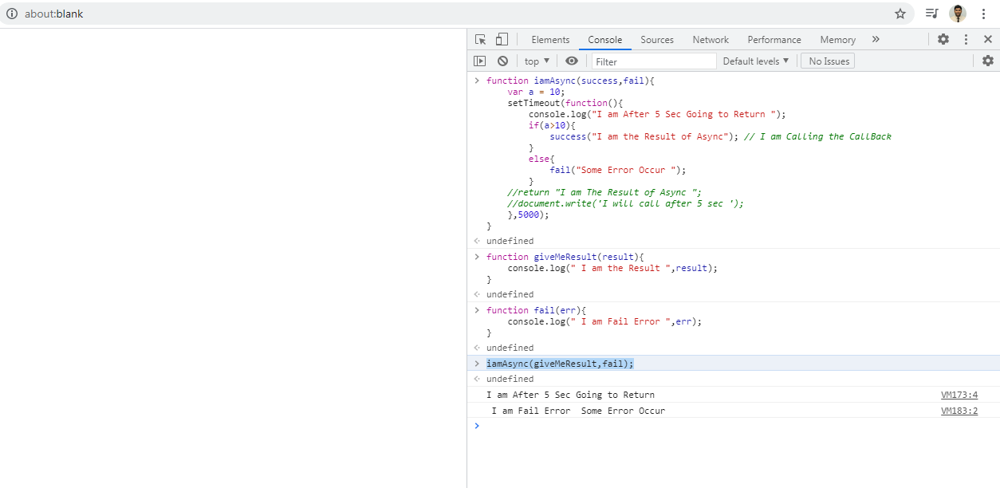 about:blank
Elements Console Sources Network Performance Memory »
top ▼ Filter Default levels ▼ No Issues
> function iamAsync(success,fail){
    var a = 10;
    setTimeout(function(){
        console.log("I am After 5 Sec Going to Return ");
        if(a>10){
            success("I am the Result of Async"); // I am Calling the CallBack
        }
        else{
            fail("Some Error Occur ");
        }
    //return "I am The Result of Async ";
    //document.write('I will call after 5 sec ');
    },5000);
}
undefined
> function giveMeResult(result){
    console.log(" I am the Result ",result);
}
undefined
> function fail(err){
    console.log(" I am Fail Error ",err);
}
undefined
> iamAsync(giveMeResult,fail);
undefined
I am After 5 Sec Going to Return VM173:4
I am Fail Error  Some Error Occur VM183:2
>